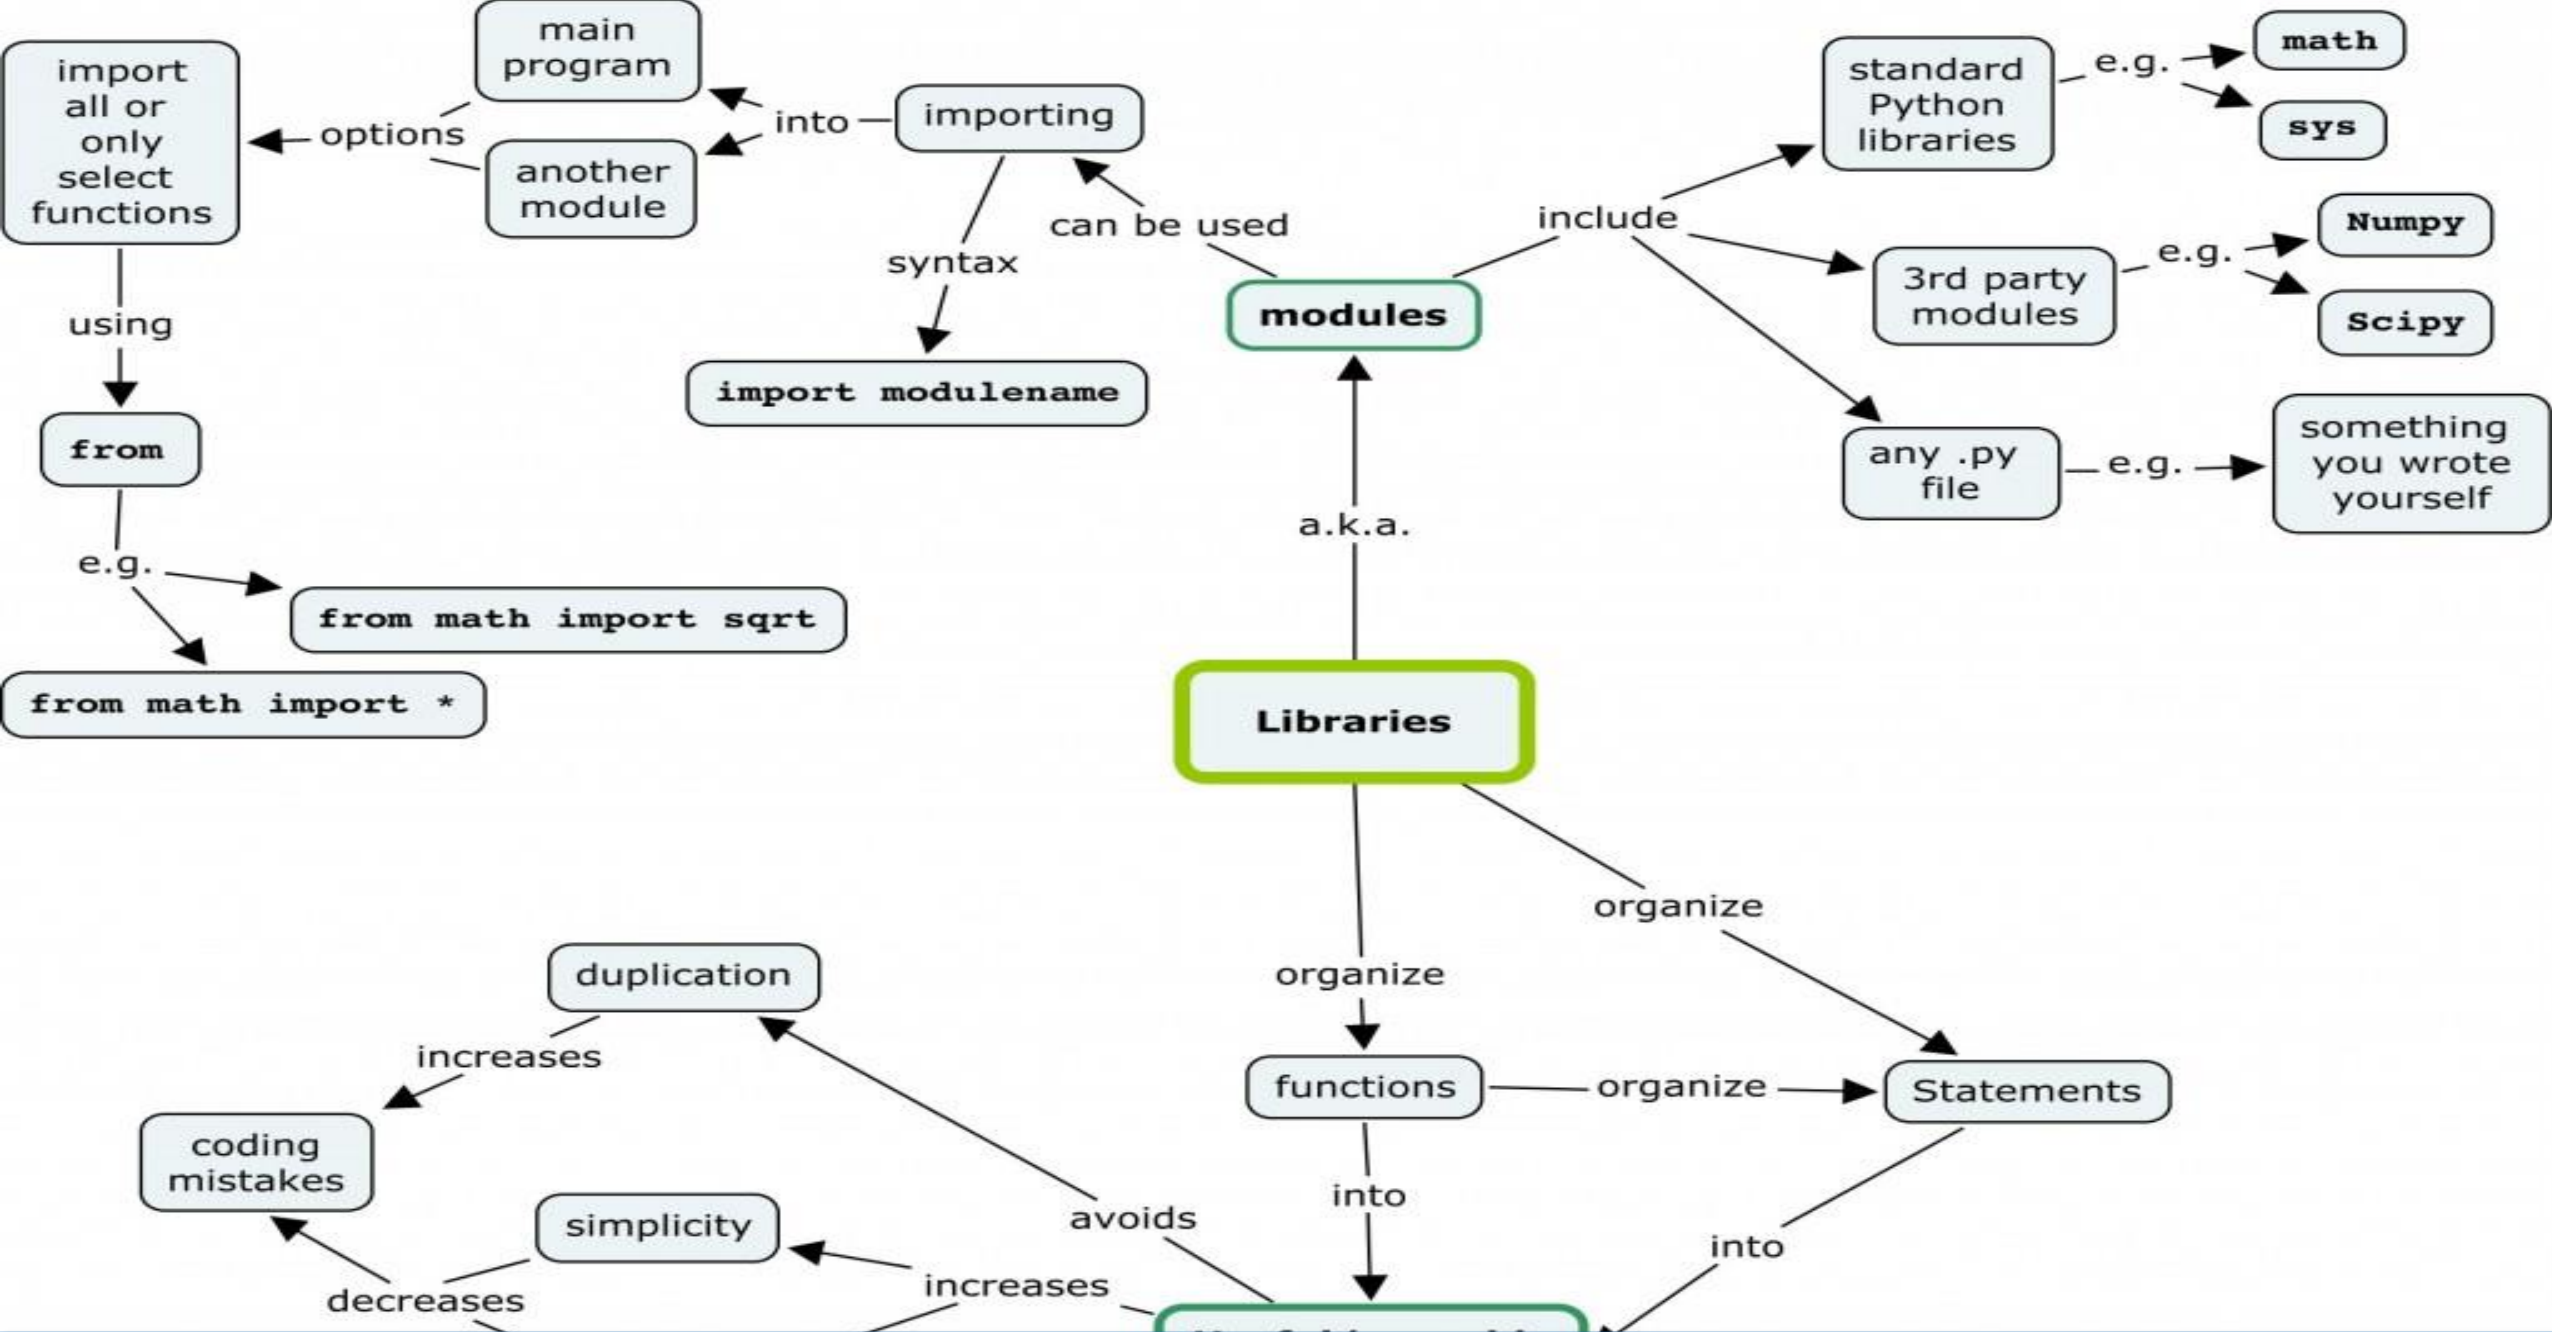 main
program
import
all or
only
select
functions
options
another
module
into
importing
can be used
syntax
import modulename
using
from
e.g.
from math import sqrt
from math import *
modules
include
standard
Python
libraries
e.g.
math
sys
3rd party
modules
e.g.
Numpy
Scipy
any .py
file
e.g.
something
you wrote
yourself
a.k.a.
Libraries
organize
organize
functions
organize
Statements
into
into
duplication
increases
coding
mistakes
avoids
simplicity
increases
decreases